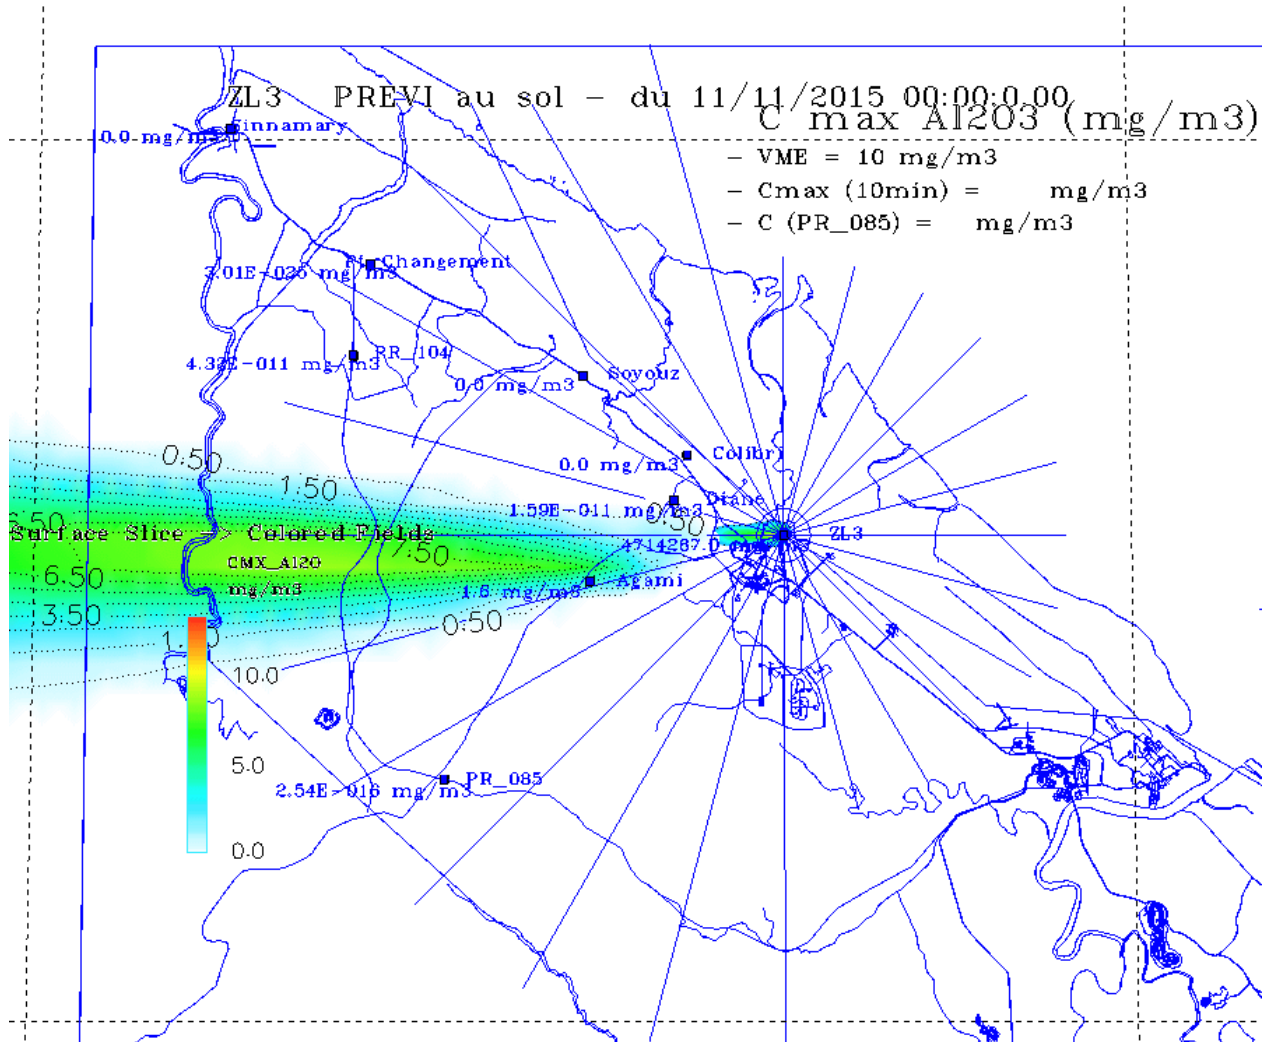 ZL3 PREVI au sol - du 11/11/2015 00:00:0.00
C max Al2O3 (mg/m3)
- VME = 10 mg/m3
- Cmax (10min) = mg/m3
- C (PR_085) = mg/m3
Sinnamary
0.0 mg/m3
Changement
3.01E-025 mg/m3
PR_104
4.33E-011 mg/m3
Soyouz
0.0 mg/m3
Colibri
0.0 mg/m3
Diane
1.59E-011 mg/m3
0.50
1.50
0.50
ZL3
4714287.0
Surface Slice -> Colored Fields
7.50
CMX_Al2O
mg/m3
6.50
Agami
1.6 mg/m3
3.50
0.50
10.0
5.0
0.0
PR_085
2.54E-016 mg/m3